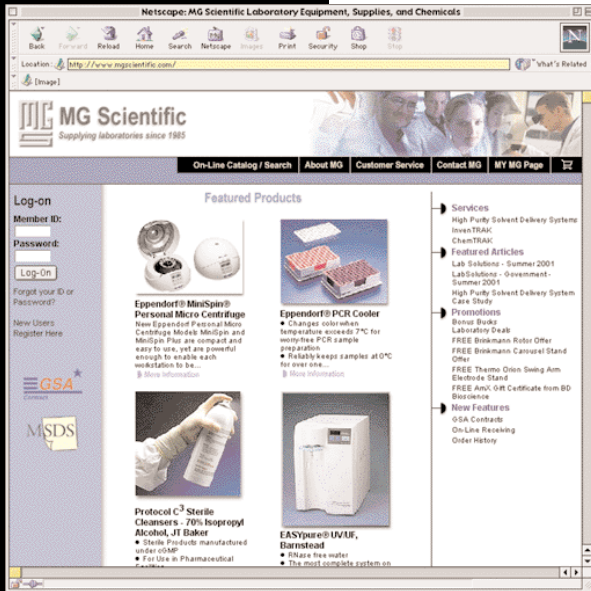 Netscape: MG Scientific Laboratory Equipment, Supplies, and Chemicals
Back Forward Reload Home Search Netscape Images Print Security Shop Stop
N
Location: http://www.mgscientific.com/ What's Related
[Image]
MG Scientific
Supplying laboratories since 1985
On-Line Catalog / Search About MG Customer Service Contact MG MY MG Page
Log-on
Member ID:
Password:
Log-On
Forgot your ID or
Password?
New Users
Register Here
GSA
Contract
MSDS
Featured Products
Eppendorf® MiniSpin®
Personal Micro Centrifuge
New Eppendorf Personal Micro
Centrifuge Models MiniSpin and
MiniSpin Plus are compact and
easy to use, yet are powerful
enough to enable each
workstation to be...
More Information
Eppendorf® PCR Cooler
● Changes color when
temperature exceeds 7°C for
worry-free PCR sample
preparation
● Reliably keeps samples at 0°C
for over one...
More Information
Protocol C3 Sterile
Cleansers - 70% Isopropyl
Alcohol, JT Baker
● Sterile Products manufactured
under cGMP
● For Use in Pharmaceutical
EASYpure® UV/UF,
Barnstead
● RNase free water
● The most complete system on
Services
High Purity Solvent Delivery Systems
InvenTRAK
ChemTRAK
Featured Articles
Lab Solutions - Summer 2001
LabSolutions - Government -
Summer 2001
High Purity Solvent Delivery System
Case Study
Promotions
Bonus Bucks
Laboratory Deals
FREE Brinkmann Rotor Offer
FREE Brinkmann Carousel Stand
Offer
FREE Thermo Orion Swing Arm
Electrode Stand
FREE AmX Gift Certificate from BD
Bioscience
New Features
GSA Contracts
On-Line Receiving
Order History